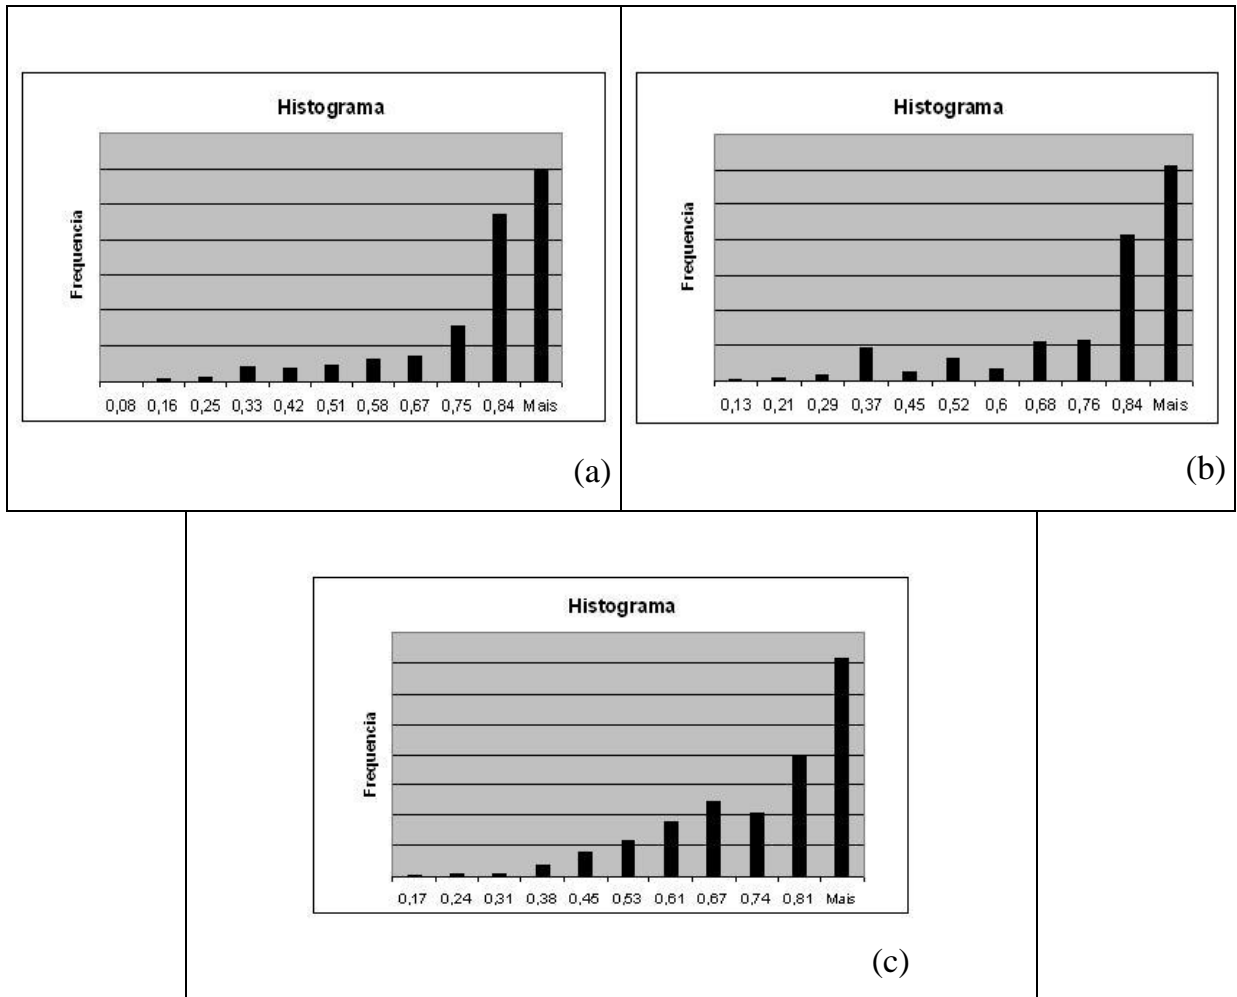 Histograma
Frequencia
0,08 0,16 0,25 0,33 0,42 0,51 0,58 0,67 0,75 0,84 Mais
(a)
Histograma
Frequencia
0,13 0,21 0,29 0,37 0,45 0,52 0,6 0,68 0,76 0,84 Mais
(b)
Histograma
Frequencia
0,17 0,24 0,31 0,38 0,45 0,53 0,61 0,67 0,74 0,81 Mais
(c)